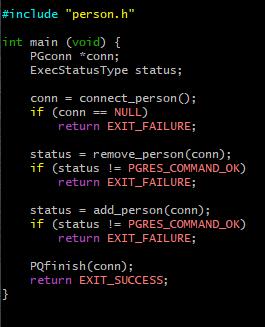 #include "person.h"

int main (void) {
    PGconn *conn;
    ExecStatusType status;

    conn = connect_person();
    if (conn == NULL)
        return EXIT_FAILURE;

    status = remove_person(conn);
    if (status != PGRES_COMMAND_OK)
        return EXIT_FAILURE;

    status = add_person(conn);
    if (status != PGRES_COMMAND_OK)
        return EXIT_FAILURE;

    PQfinish(conn);
    return EXIT_SUCCESS;
}